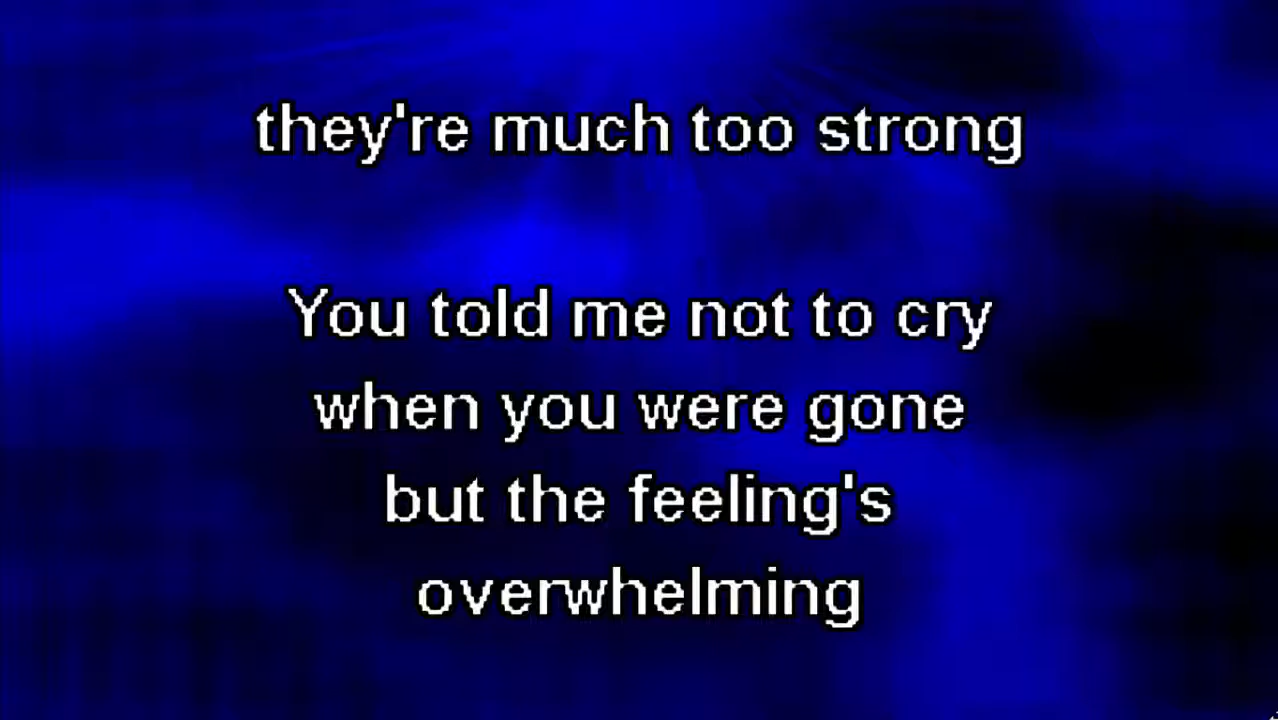 they're much too strong
You told me not to cry
when you were gone
but the feeling's
overwhelming